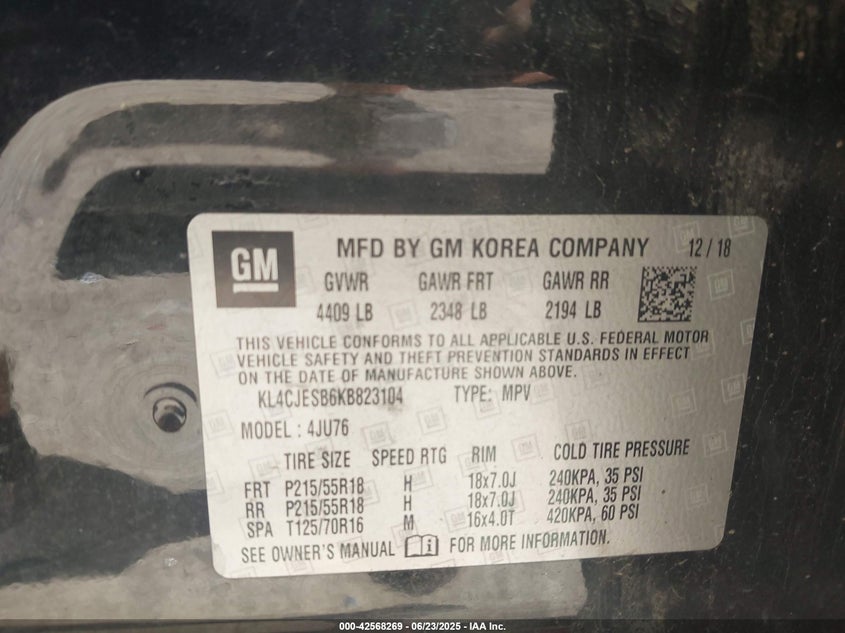 GM MFD BY GM KOREA COMPANY 12 / 18
GVWR GAWR FRT GAWR RR
4409 LB 2348 LB 2194 LB
THIS VEHICLE CONFORMS TO ALL APPLICABLE U.S. FEDERAL MOTOR
VEHICLE SAFETY AND THEFT PREVENTION STANDARDS IN EFFECT
ON THE DATE OF MANUFACTURE SHOWN ABOVE.
KL4CJESB6KB823104 TYPE: MPV
MODEL : 4JU76
TIRE SIZE SPEED RTG RIM COLD TIRE PRESSURE
FRT P215/55R18 H 18x7.0J 240KPA, 35 PSI
RR P215/55R18 H 18x7.0J 240KPA, 35 PSI
SPA T125/70R16 M 16x4.0T 420KPA, 60 PSI
SEE OWNER'S MANUAL FOR MORE INFORMATION.
000-42568269 - 06/23/2025 - IAA Inc.